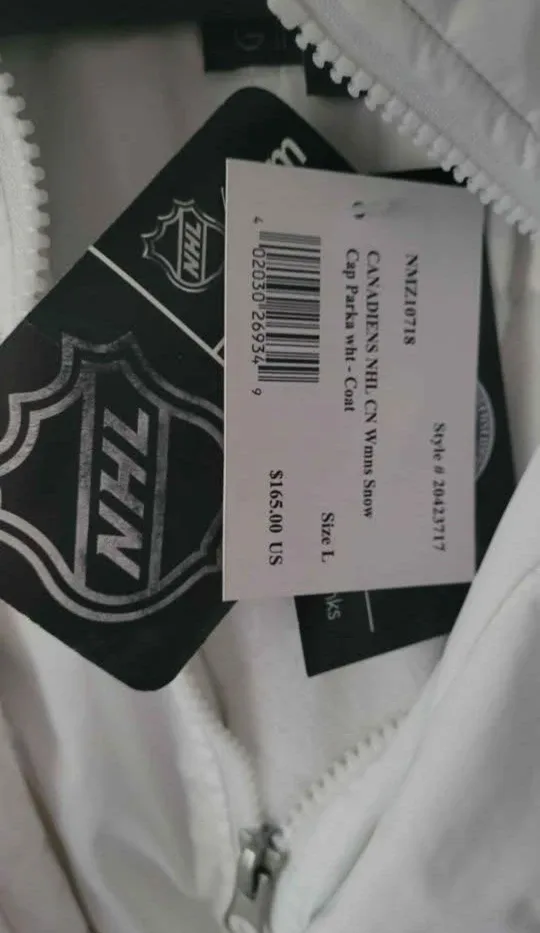 NMZ10718
Style # 20423717
CANADIENS NHL CN Wmns Snow
Cap Parka wht - Coat
Size L
4 02030 26934 9
$165.00 US
NHL
NHL